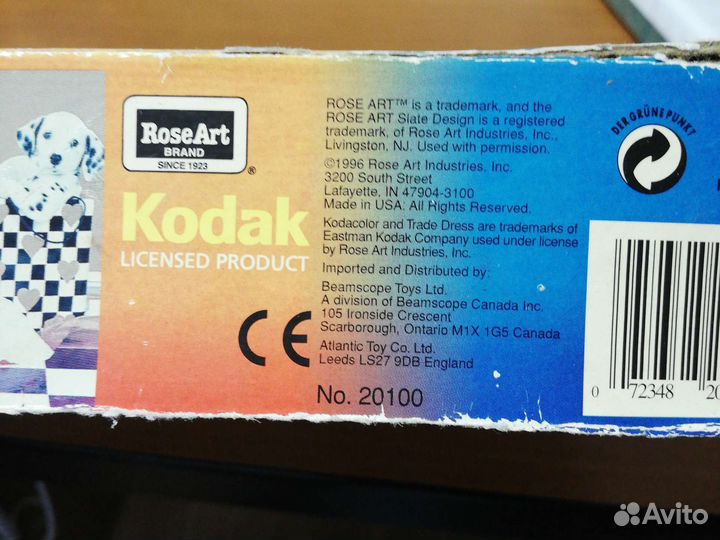 RoseArt
BRAND
SINCE 1923
®
Kodak
LICENSED PRODUCT
ROSE ART™ is a trademark, and the
ROSE ART Slate Design is a registered
trademark, of Rose Art Industries, Inc.,
Livingston, NJ. Used with permission.
©1996 Rose Art Industries, Inc.
3200 South Street
Lafayette, IN 47904-3100
Made in USA. All Rights Reserved.
Kodacolor and Trade Dress are trademarks of
Eastman Kodak Company used under license
by Rose Art Industries, Inc.
Imported and Distributed by:
Beamscope Toys Ltd.
A division of Beamscope Canada Inc.
105 Ironside Crescent
Scarborough, Ontario M1X 1G5 Canada
Atlantic Toy Co. Ltd.
Leeds LS27 9DB England
CE
No. 20100
DER GRÜNE PUNKT
0 72348 20
Avito